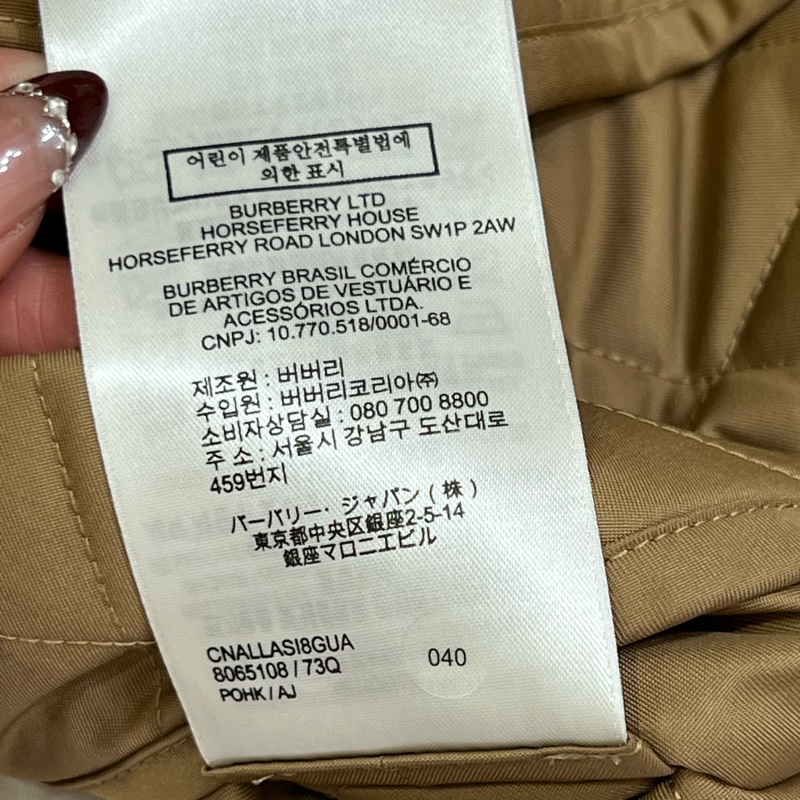 어린이 제품안전특별법에
의한 표시
BURBERRY LTD
HORSEFERRY HOUSE
HORSEFERRY ROAD LONDON SW1P 2AW
BURBERRY BRASIL COMÉRCIO
DE ARTIGOS DE VESTUÁRIO E
ACESSÓRIOS LTDA.
CNPJ: 10.770.518/0001-68
제조원 : 버버리
수입원 : 버버리코리아㈜
소비자상담실 : 080 700 8800
주 소 : 서울시 강남구 도산대로
459번지
バーバリー・ジャパン ( 株 )
東京都中央区銀座2-5-14
銀座マロニエビル
CNALLASI8GUA
8065108 / 73Q
POHK / AJ
040